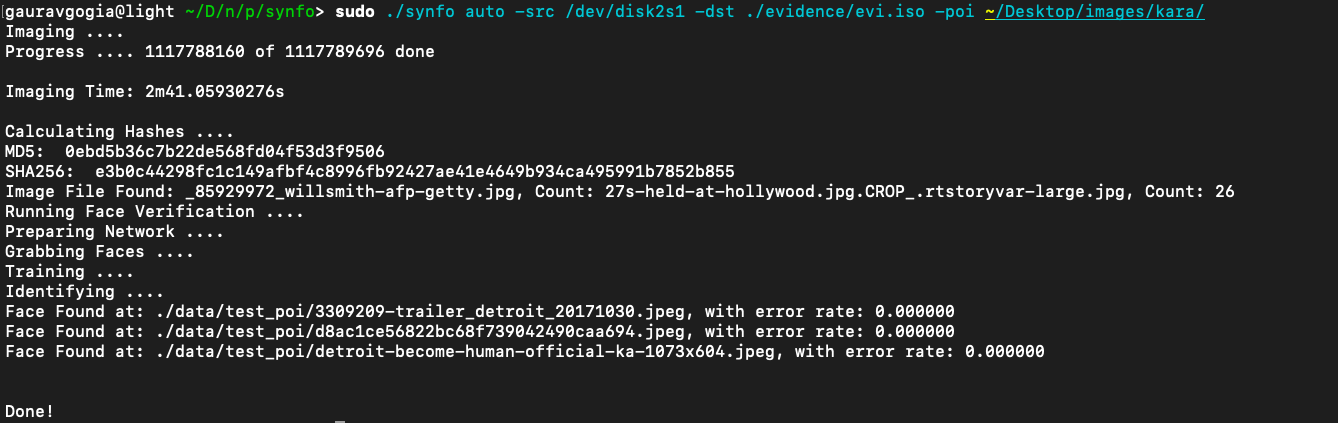 [gauravgogia@light ~/D/n/p/synfo> sudo ./synfo auto -src /dev/disk2s1 -dst ./evidence/evi.iso -poi ~/Desktop/images/kara/
Imaging ....
Progress .... 1117788160 of 1117789696 done
Imaging Time: 2m41.05930276s
Calculating Hashes ....
MD5:  0ebd5b36c7b22de568fd04f53d3f9506
SHA256:  e3b0c44298fc1c149afbf4c8996fb92427ae41e4649b934ca495991b7852b855
Image File Found: _85929972_willsmith-afp-getty.jpg, Count: 27s-held-at-hollywood.jpg.CROP_.rtstoryvar-large.jpg, Count: 26
Running Face Verification ....
Preparing Network ....
Grabbing Faces ....
Training ....
Identifying ....
Face Found at: ./data/test_poi/3309209-trailer_detroit_20171030.jpeg, with error rate: 0.000000
Face Found at: ./data/test_poi/d8ac1ce56822bc68f739042490caa694.jpeg, with error rate: 0.000000
Face Found at: ./data/test_poi/detroit-become-human-official-ka-1073x604.jpeg, with error rate: 0.000000
Done!